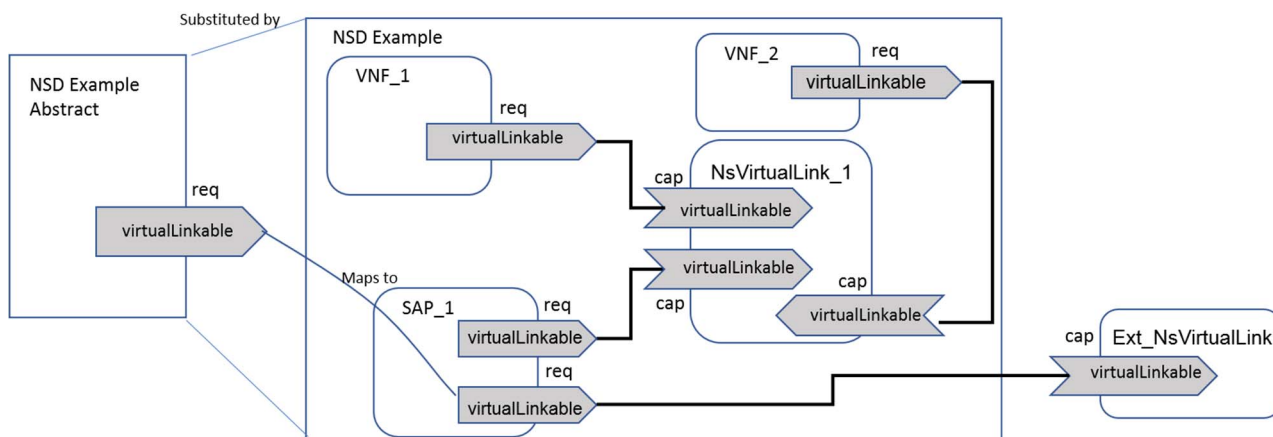 Substituted by
NSD Example
Abstract
req
virtualLinkable
NSD Example
VNF_1
req
virtualLinkable
VNF_2
req
virtualLinkable
NsVirtualLink_1
cap
virtualLinkable
virtualLinkable
cap
cap
virtualLinkable
Maps to
SAP_1
req
virtualLinkable
req
virtualLinkable
cap
Ext_NsVirtualLink
virtualLinkable